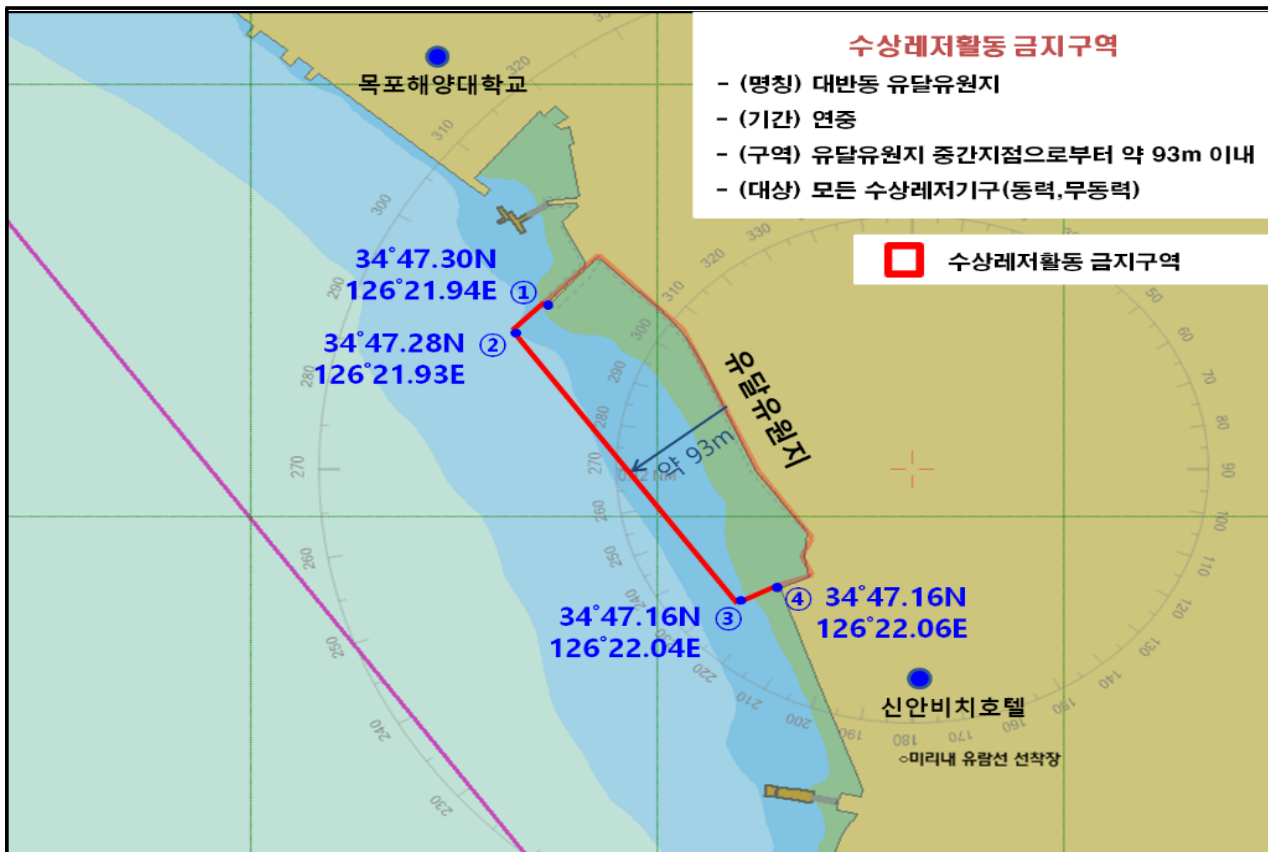 수상레저활동 금지구역
- (명칭) 대반동 유달유원지
- (기간) 연중
- (구역) 유달유원지 중간지점으로부터 약 93m 이내
- (대상) 모든 수상레저기구(동력,무동력)
수상레저활동 금지구역
목포해양대학교
34°47.30N
126°21.94E ①
34°47.28N ②
126°21.93E
유달유원지
약 93m
34°47.16N ③
126°22.04E
④ 34°47.16N
126°22.06E
신안비치호텔
○미리내 유람선 선착장
320
310
300
290
280
270
260
250
240
230
330
320
310
300
290
280
270
260
250
240
220
210
200
190
180
170
160
150
140
130
120
110
100
90
80
70
60
50